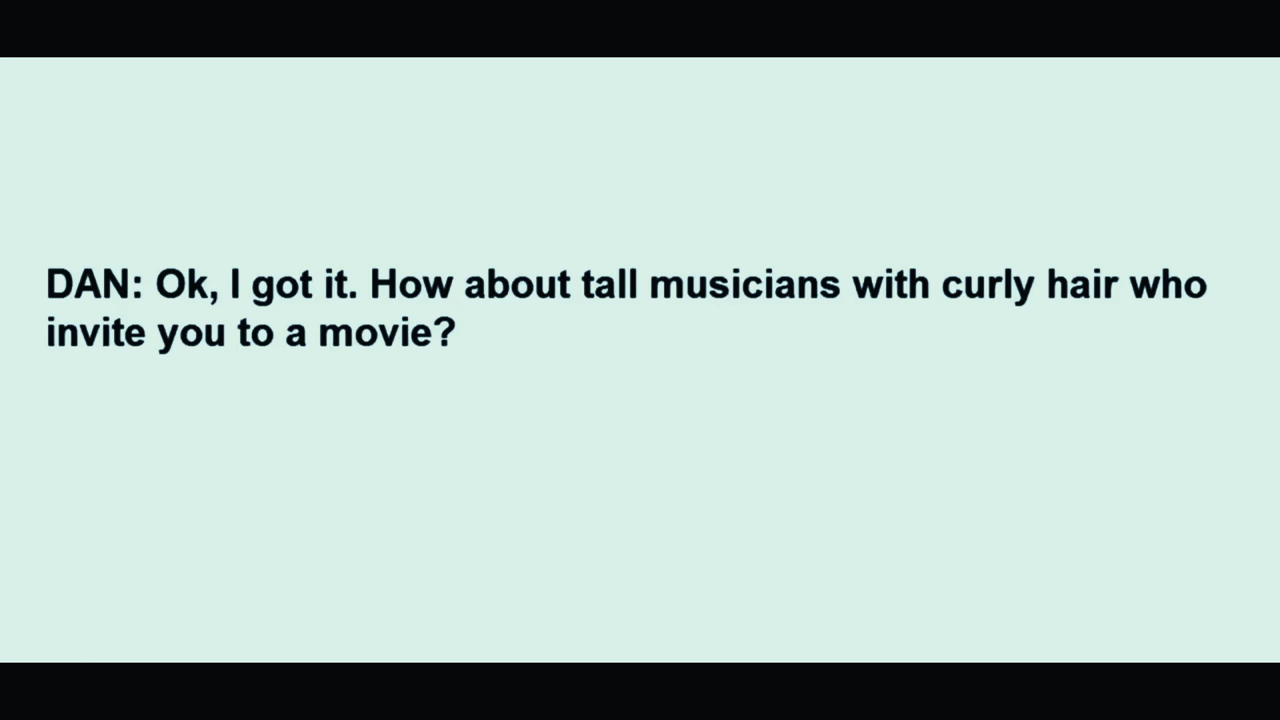 DAN: Ok, I got it. How about tall musicians with curly hair who
invite you to a movie?